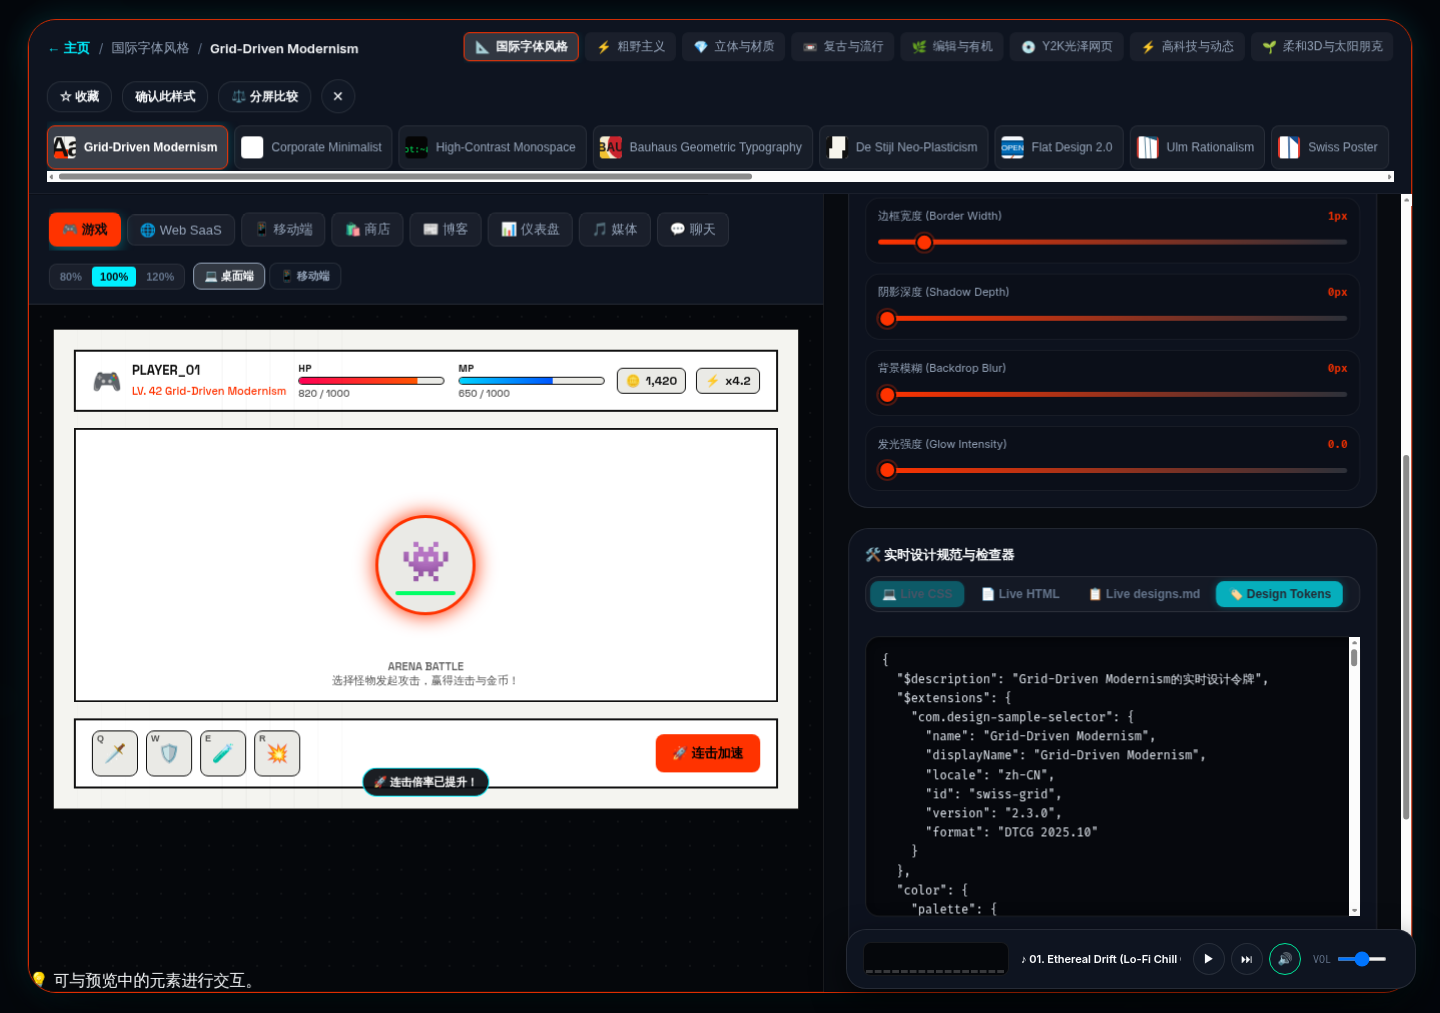 ← 主页 / 国际字体风格 / Grid-Driven Modernism
📐 国际字体风格
⚡ 粗野主义
💎 立体与材质
📼 复古与流行
🌿 编辑与有机
💿 Y2K光泽网页
⚡ 高科技与动态
🌱 柔和3D与太阳朋克
☆ 收藏
确认此样式
⚖️ 分屏比较
✕
Aa Grid-Driven Modernism
Corporate Minimalist
High-Contrast Monospace
BAU Bauhaus Geometric Typography
De Stijl Neo-Plasticism
OPEN Flat Design 2.0
Ulm Rationalism
Swiss Poster
🎮 游戏
🌐 Web SaaS
📱 移动端
🛍️ 商店
📰 博客
📊 仪表盘
🎵 媒体
💬 聊天
80%
100%
120%
💻 桌面端
📱 移动端
PLAYER_01
LV. 42 Grid-Driven Modernism
HP
820 / 1000
MP
650 / 1000
🪙 1,420
⚡ x4.2
ARENA BATTLE
选择怪物发起攻击，赢得连击与金币！
Q
W
E
R
🚀 连击加速
🚀 连击倍率已提升！
💡 可与预览中的元素进行交互。
边框宽度 (Border Width) 1px
阴影深度 (Shadow Depth) 0px
背景模糊 (Backdrop Blur) 0px
发光强度 (Glow Intensity) 0.0
🛠️ 实时设计规范与检查器
💻 Live CSS
📄 Live HTML
📋 Live designs.md
🏷️ Design Tokens
{
"$description": "Grid-Driven Modernism的实时设计令牌",
"$extensions": {
"com.design-sample-selector": {
"name": "Grid-Driven Modernism",
"displayName": "Grid-Driven Modernism",
"locale": "zh-CN",
"id": "swiss-grid",
"version": "2.3.0",
"format": "DTCG 2025.10"
}
},
"color": {
"palette": {
♪ 01. Ethereal Drift (Lo-Fi Chill
VOL